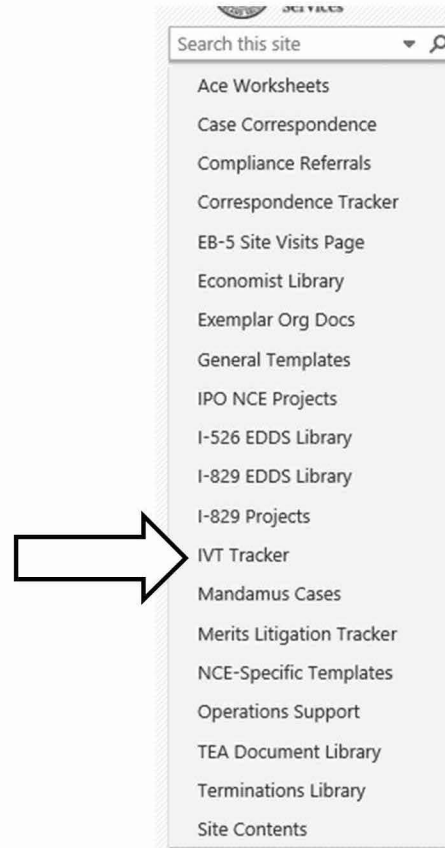 Services
Search this site
Ace Worksheets
Case Correspondence
Compliance Referrals
Correspondence Tracker
EB-5 Site Visits Page
Economist Library
Exemplar Org Docs
General Templates
IPO NCE Projects
I-526 EDDS Library
I-829 EDDS Library
I-829 Projects
IVT Tracker
Mandamus Cases
Merits Litigation Tracker
NCE-Specific Templates
Operations Support
TEA Document Library
Terminations Library
Site Contents